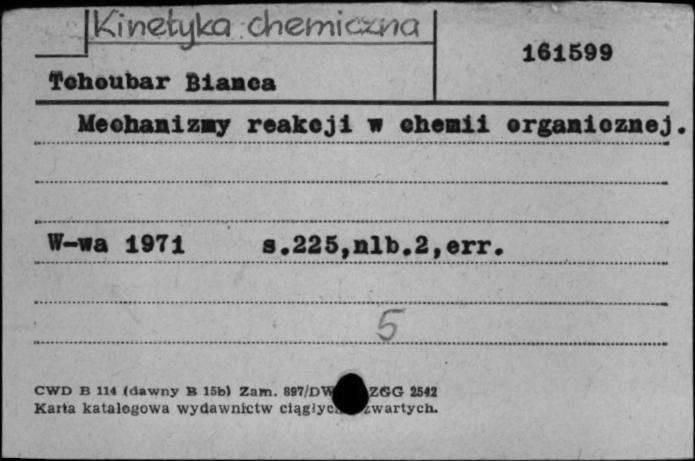 Kinetyka chemiczna
161599
Tchoubar Bianca
Mechanizmy reakcji w chemii organicznej.
W-wa 1971 s.225,nlb.2,err.
5
CWD B 114 (dawny B 15b) Zam. 897/DW ZGG 2542
Karta katalogowa wydawnictw zwartych.